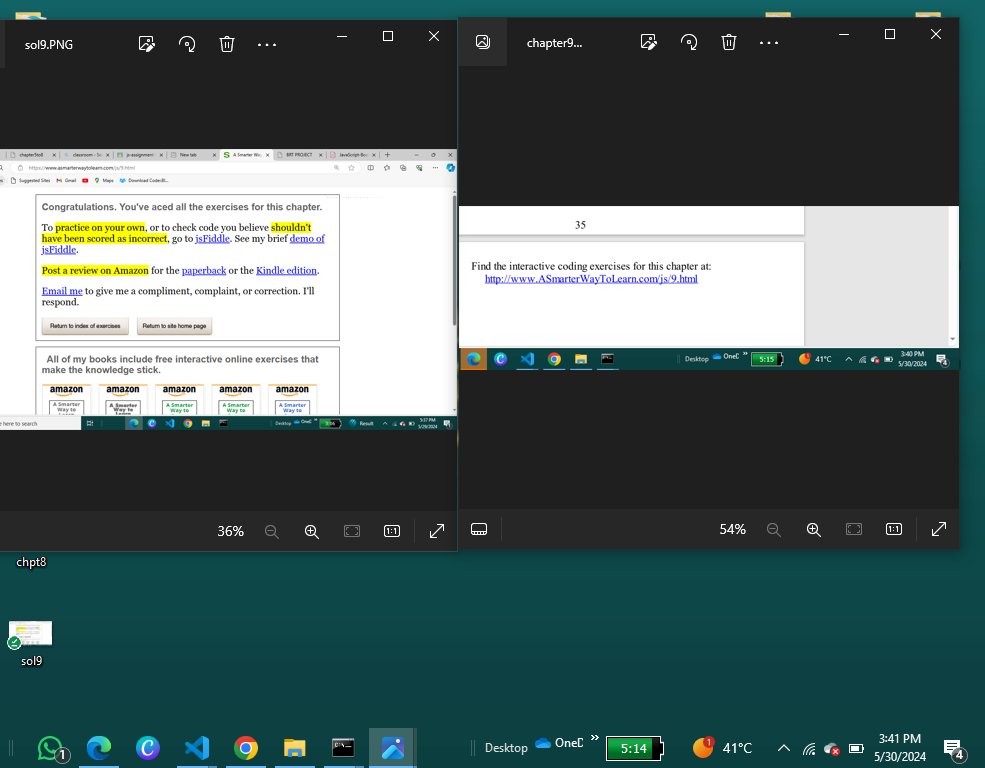 sol9.PNG
chapter3to8
classroom - Sc
js-assignment-
New tab
A Smarter Wa
BRT PROJECT
JavaScript-Bo
https://www.asmarterwaytolearn.com/js/9.html
Suggested Sites
Gmail
Maps
Download Code::Bl...
Congratulations. You've aced all the exercises for this chapter.
To practice on your own, or to check code you believe shouldn't
have been scored as incorrect, go to jsFiddle. See my brief demo of
jsFiddle.
Post a review on Amazon for the paperback or the Kindle edition.
Email me to give me a compliment, complaint, or correction. I'll
respond.
Return to index of exercises
Return to site home page
All of my books include free interactive online exercises that
make the knowledge stick.
amazon amazon amazon amazon amazon
A Smarter A Smarter A Smarter A Smarter A Smarter
Way to Way to Way to Way to Way to
e here to search
Desktop
OneC
Result
5:27 PM
5/29/2024
36%
chapter9...
35
Find the interactive coding exercises for this chapter at:
http://www.ASmarterWayToLearn.com/js/9.html
Desktop
OneD
5:15
41°C
3:40 PM
5/30/2024
4
54%
1:1
1:1
chpt8
sol9
1
Desktop
OneD
5:14
1
41°C
3:41 PM
5/30/2024
4